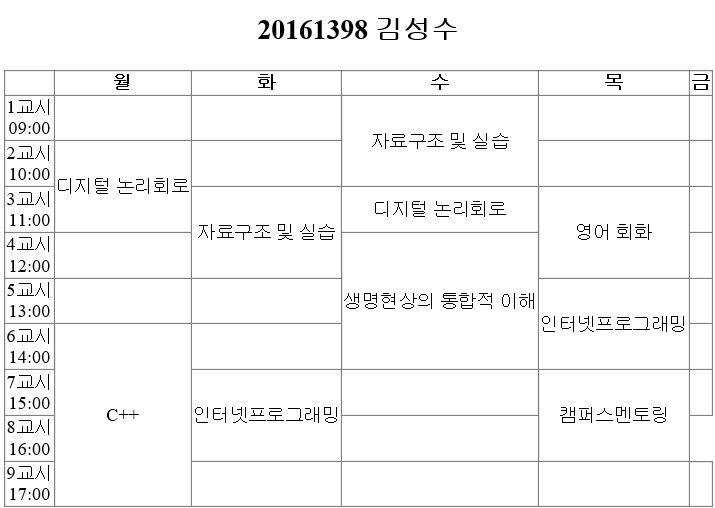 20161398 김성수
월 화 수 목 금
1교시
09:00
자료구조 및 실습
2교시
10:00
디지털 논리회로
3교시
11:00
자료구조 및 실습
디지털 논리회로
영어 회화
4교시
12:00
생명현상의 통합적 이해
5교시
13:00
인터넷프로그래밍
6교시
14:00
C++
7교시
15:00
인터넷프로그래밍
캠퍼스멘토링
8교시
16:00
9교시
17:00